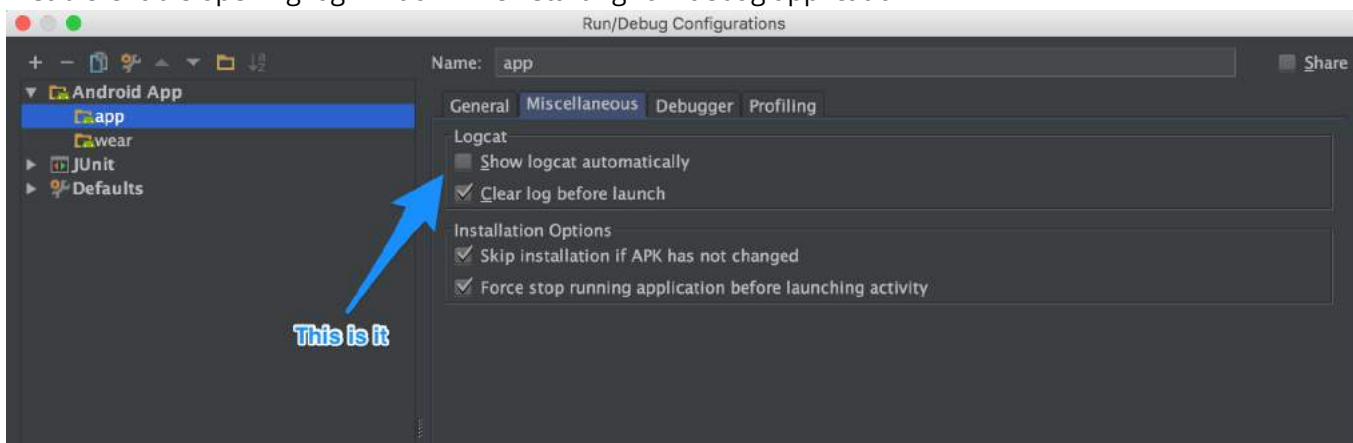 Run/Debug Configurations
Name: app
Share
Android App
app
wear
JUnit
Defaults
General Miscellaneous Debugger Profiling
Logcat
Show logcat automatically
Clear log before launch
Installation Options
Skip installation if APK has not changed
Force stop running application before launching activity
This is it